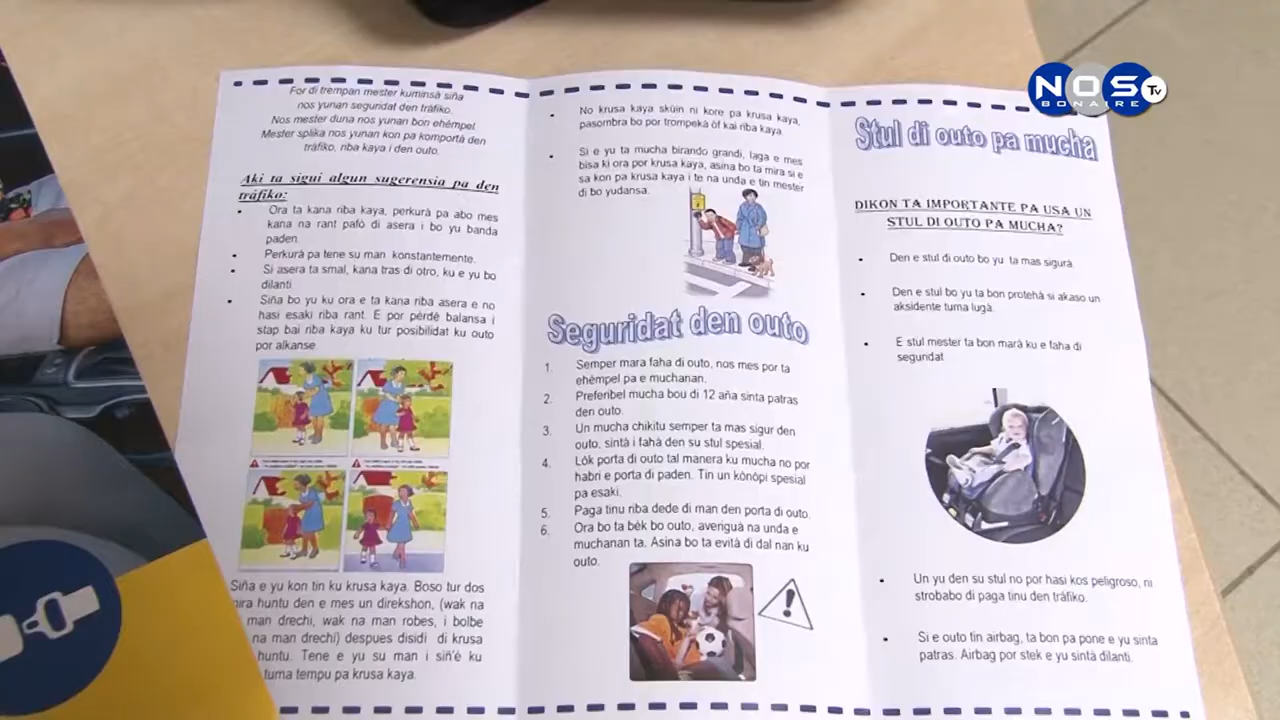 For di trempan mester kuminsá siña
nos yunan seguridat den tráfiko.
Nos mester duna nos yunan bon ehèmpel.
Mester splika nos yunan kon pa komportá den
tráfiko, riba kaya i den outo.
Aki ta sigui algun sugerensia pa den
tráfiko:
Ora ta kana riba kaya, perkurá pa abo mes
kana na rant pafó di asera i bo yu banda
paden.
Perkurá pa tene su man konstantemente.
Si asera ta smal, kana tras di otro, ku e yu bo
dilanti
Siña bo yu ku ora e ta kana riba asera e no
hasi esaki riba rant. E por pèrdè balansa i
stap bai riba kaya ku tur posibilidat ku outo
por alkanse.
Siña e yu kon tin ku krusa kaya. Boso tur dos
mira huntu den e mes un direkshon, (wak na
man drechi, wak na man robes, i bolbe
na man drechi) despues disidí di krusa
huntu. Tene e yu su man i siñ'é ku
tuma tempu pa krusa kaya.
No krusa kaya skúin ni kore pa krusa kaya,
pasombra bo por trompeká òf kai riba kaya.
Si e yu ta mucha birando grandi, laga e mes
bisa ki ora por krusa kaya, asina bo ta mira si e
sa kon pa krusa kaya i te na unda e tin mester
di bo yudansa.
Seguridat den outo
1. Semper mara faha di outo, nos mes por ta
ehèmpel pa e muchanan.
2. Preferibel mucha bou di 12 aña sinta patras
den outo.
3. Un mucha chikitu semper ta mas sigur den
outo, sintá i fahá den su stul spesial.
4. Lòk porta di outo tal manera ku mucha no por
habri e porta di paden. Tin un kònòpi spesial
pa esaki.
5. Paga tinu riba dede di man den porta di outo.
6. Ora bo ta bèk bo outo, averiguá na unda e
muchanan ta. Asina bo ta evitá di dal nan ku
outo.
NOS Tv
BONAIRE
Stul di outo pa mucha
DIKON TA IMPORTANTE PA USA UN
STUL DI OUTO PA MUCHA?
Den e stul di outo bo yu ta mas sigurá
Den e stul bo yu ta bon protehá si akaso un
aksidente tuma lugá.
E stul mester ta bon mará ku e faha di
seguridat
Un yu den su stul no por hasi kos peligroso, ni
strobabo di paga tinu den tráfiko.
Si e outo tin airbag, ta bon pa pone e yu sinta
patras. Airbag por stek e yu sintá dilanti.